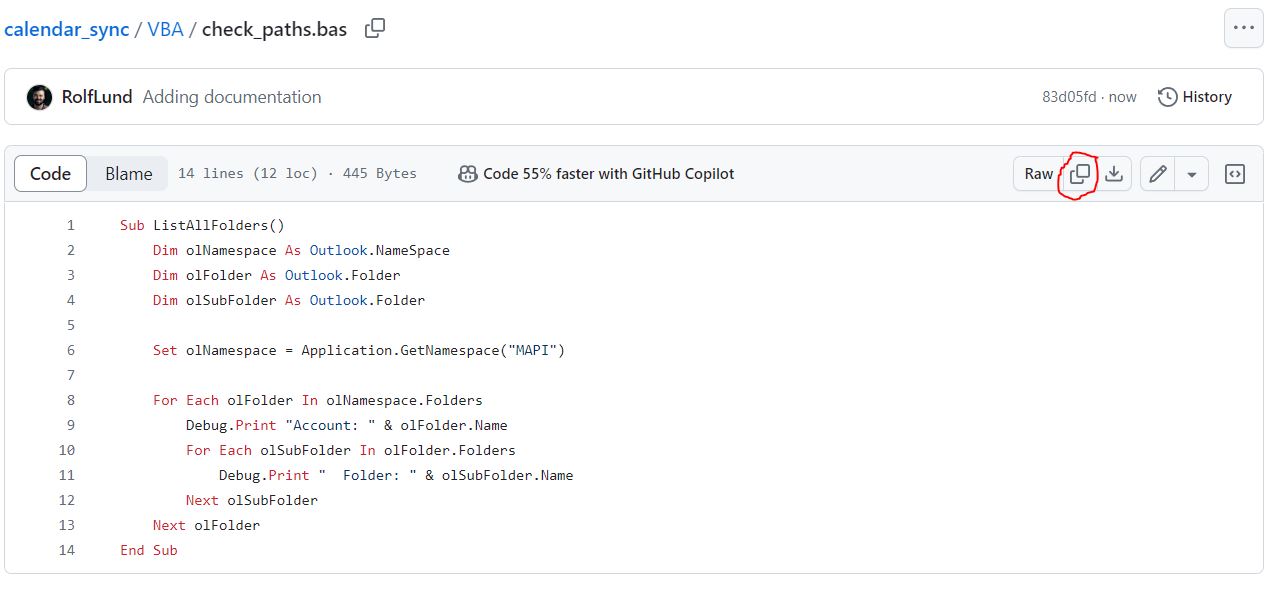 calendar_sync / VBA / check_paths.bas
RolfLund Adding documentation 83d05fd · now History
Code Blame 14 lines (12 loc) · 445 Bytes Code 55% faster with GitHub Copilot Raw
1 Sub ListAllFolders()
2     Dim olNamespace As Outlook.NameSpace
3     Dim olFolder As Outlook.Folder
4     Dim olSubFolder As Outlook.Folder
5
6     Set olNamespace = Application.GetNamespace("MAPI")
7
8     For Each olFolder In olNamespace.Folders
9         Debug.Print "Account: " & olFolder.Name
10         For Each olSubFolder In olFolder.Folders
11             Debug.Print "  Folder: " & olSubFolder.Name
12         Next olSubFolder
13     Next olFolder
14 End Sub